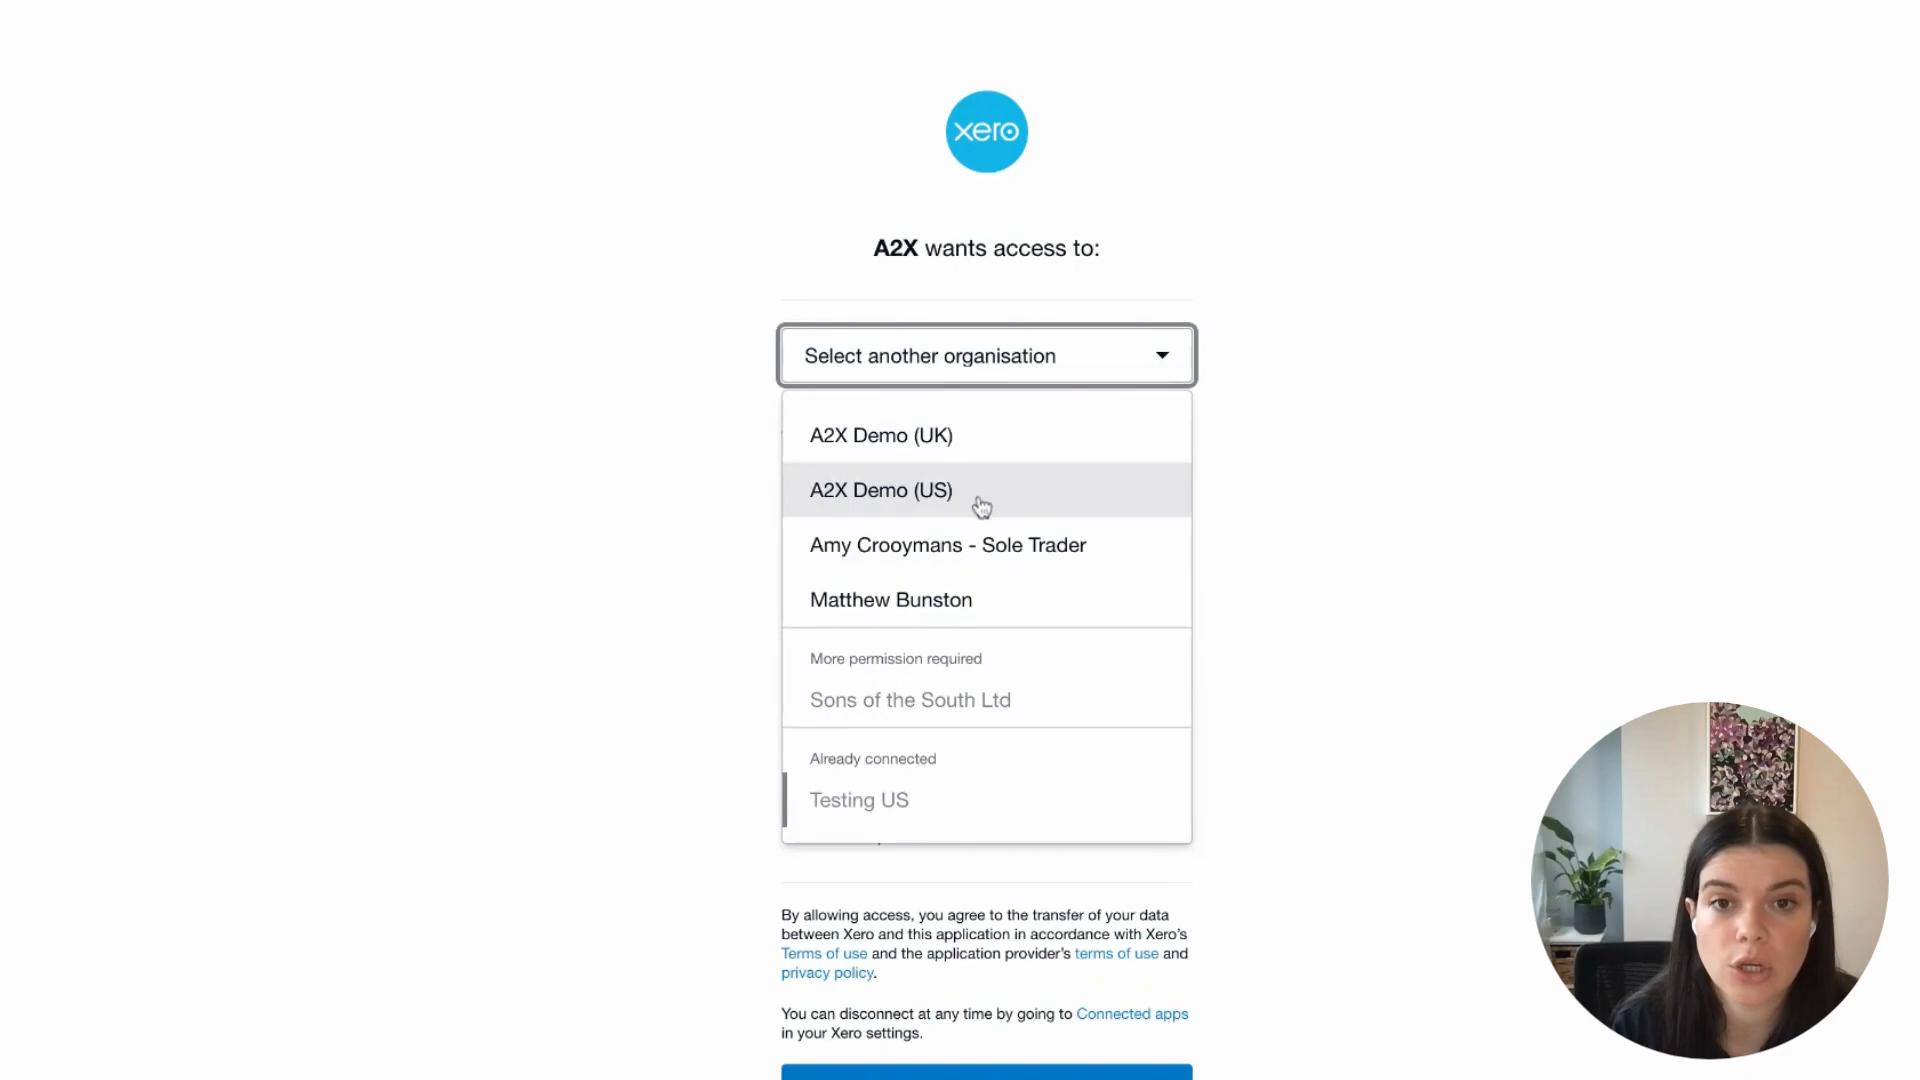 xero
A2X wants access to:
Select another organisation
A2X Demo (UK)
A2X Demo (US)
Amy Crooymans - Sole Trader
Matthew Bunston
More permission required
Sons of the South Ltd
Already connected
Testing US
By allowing access, you agree to the transfer of your data
between Xero and this application in accordance with Xero's
Terms of use and the application provider's terms of use and
privacy policy.
You can disconnect at any time by going to Connected apps
in your Xero settings.